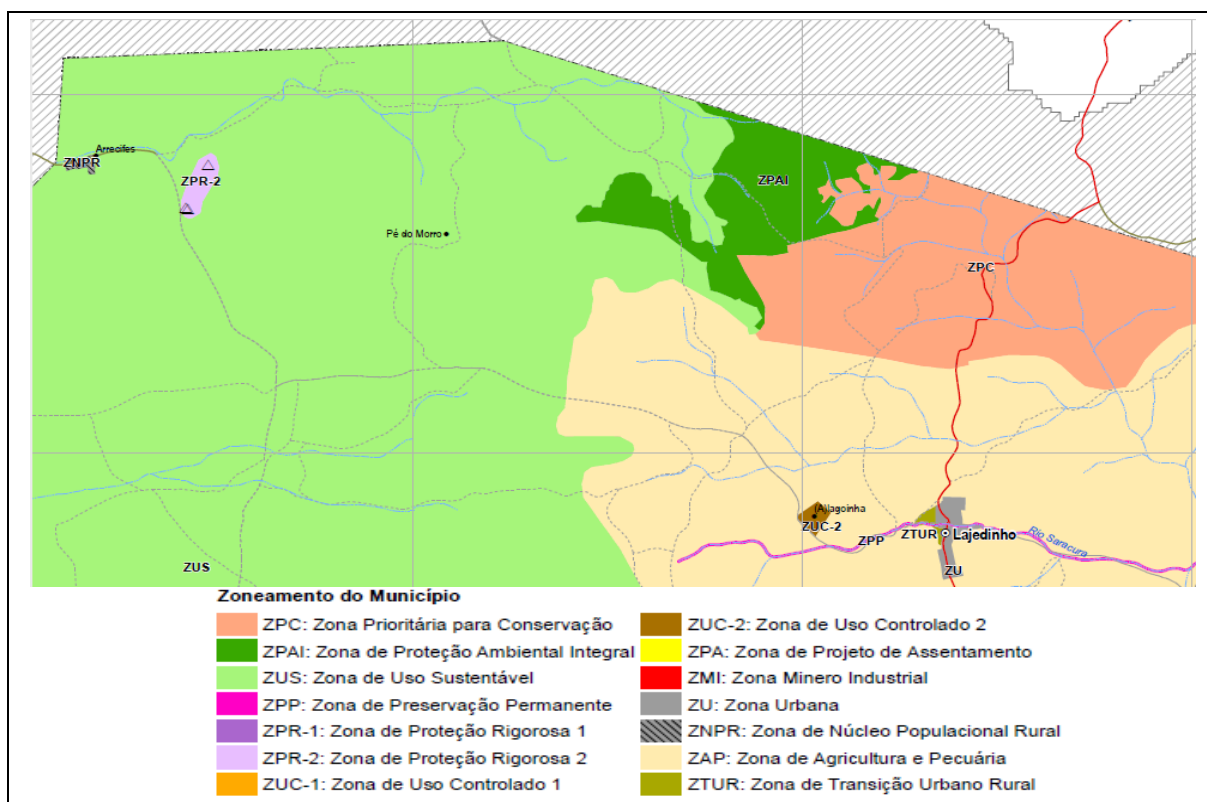 Arrecifes
ZNPR
ZPR-2
ZPAI
Pé do Morro
ZPC
(A)lagoinha
ZUC-2
ZPP
ZTUR
Lajedinho
Rio Saracura
ZU
ZUS
Zoneamento do Município
ZPC: Zona Prioritária para Conservação
ZPAI: Zona de Proteção Ambiental Integral
ZUS: Zona de Uso Sustentável
ZPP: Zona de Preservação Permanente
ZPR-1: Zona de Proteção Rigorosa 1
ZPR-2: Zona de Proteção Rigorosa 2
ZUC-1: Zona de Uso Controlado 1
ZUC-2: Zona de Uso Controlado 2
ZPA: Zona de Projeto de Assentamento
ZMI: Zona Minero Industrial
ZU: Zona Urbana
ZNPR: Zona de Núcleo Populacional Rural
ZAP: Zona de Agricultura e Pecuária
ZTUR: Zona de Transição Urbano Rural